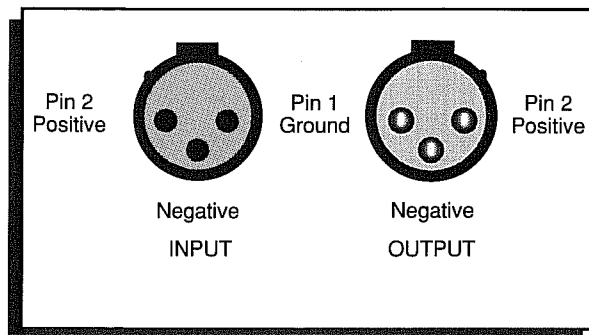 Pin 2
Positive
Pin 1
Ground
Pin 2
Positive
Negative
Negative
INPUT
OUTPUT